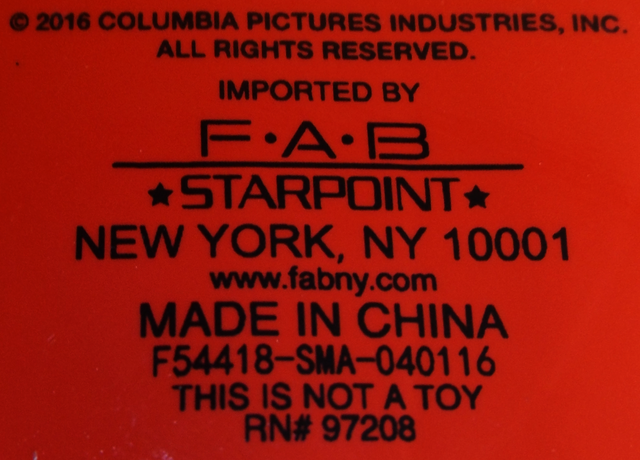 © 2016 COLUMBIA PICTURES INDUSTRIES, INC.
ALL RIGHTS RESERVED.
IMPORTED BY
F·A·B
★STARPOINT★
NEW YORK, NY 10001
www.fabny.com
MADE IN CHINA
F54418-SMA-040116
THIS IS NOT A TOY
RN# 97208